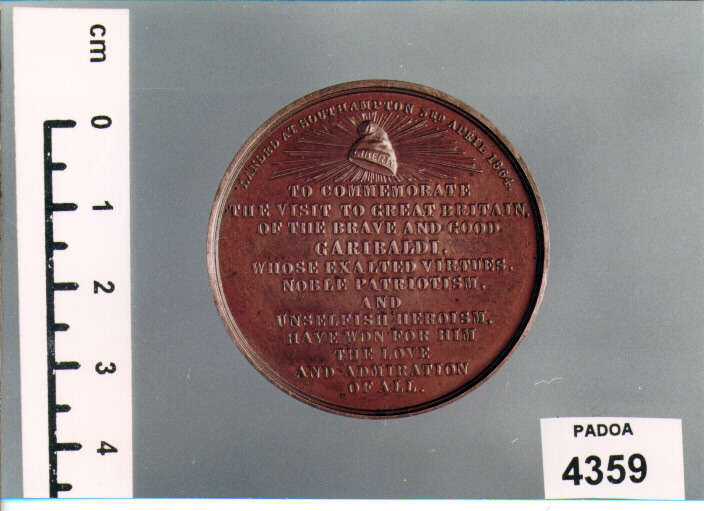 cm
0
1
2
3
4
LANDED AT SOUTHAMPTON 3RD APRIL 1864.
TO COMMEMORATE
THE VISIT TO GREAT BRITAIN,
OF THE BRAVE AND GOOD
GARIBALDI,
WHOSE EXALTED VIRTUES,
NOBLE PATRIOTISM,
AND
UNSELFISH HEROISM,
HAVE WON FOR HIM
THE LOVE
AND ADMIRATION
OF ALL.
PADOA
4359